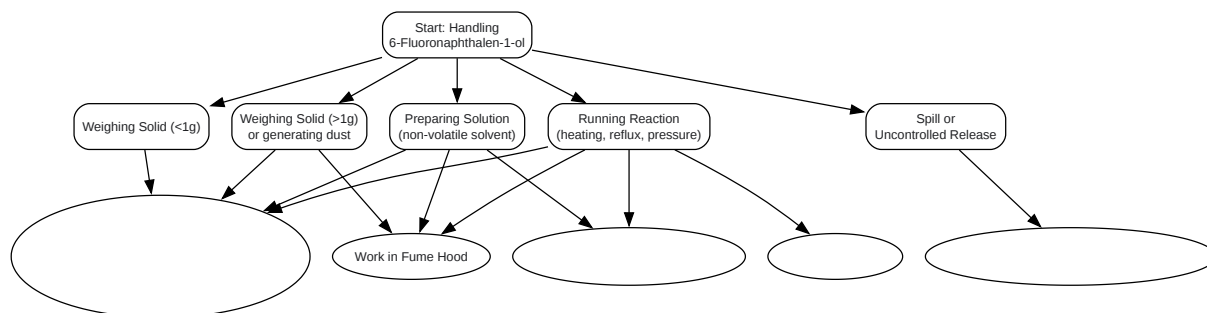 Start: Handling
6-Fluoronaphthalen-1-ol
Weighing Solid (<1g)
Weighing Solid (>1g)
or generating dust
Preparing Solution
(non-volatile solvent)
Running Reaction
(heating, reflux, pressure)
Spill or
Uncontrolled Release
Work in Fume Hood